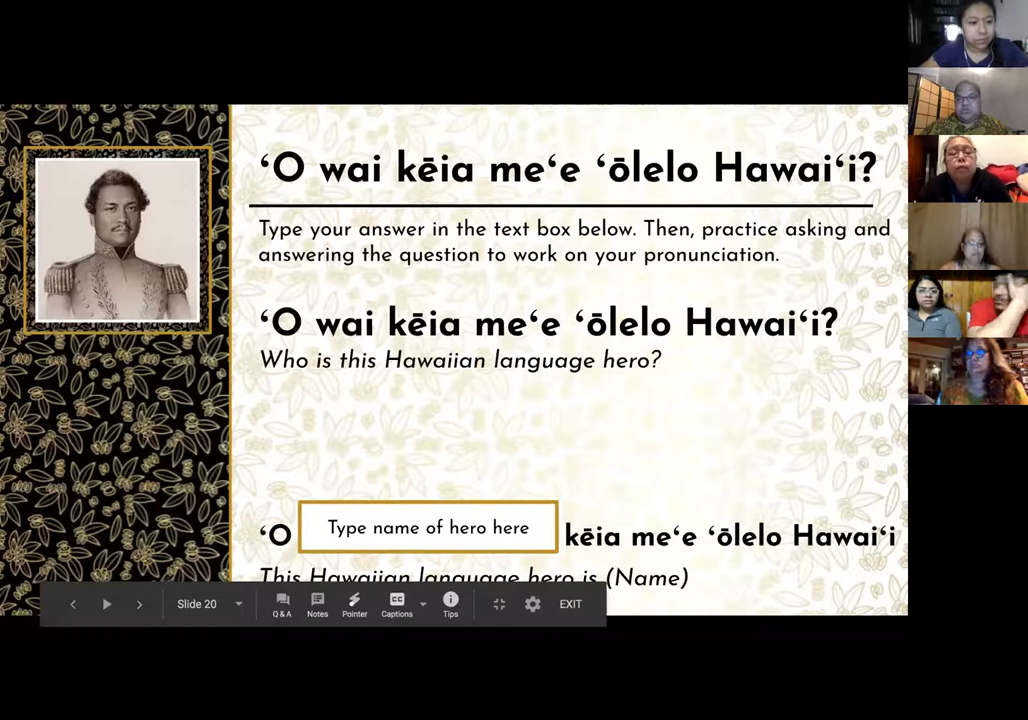 ʻO wai kēia meʻe ʻōlelo Hawaiʻi?
Type your answer in the text box below. Then, practice asking and
answering the question to work on your pronunciation.
ʻO wai kēia meʻe ʻōlelo Hawaiʻi?
Who is this Hawaiian language hero?
ʻO Type name of hero here kēia meʻe ʻōlelo Hawaiʻi
This Hawaiian language hero is (Name)
Slide 20 Q & A Notes Pointer Captions Tips EXIT
CC